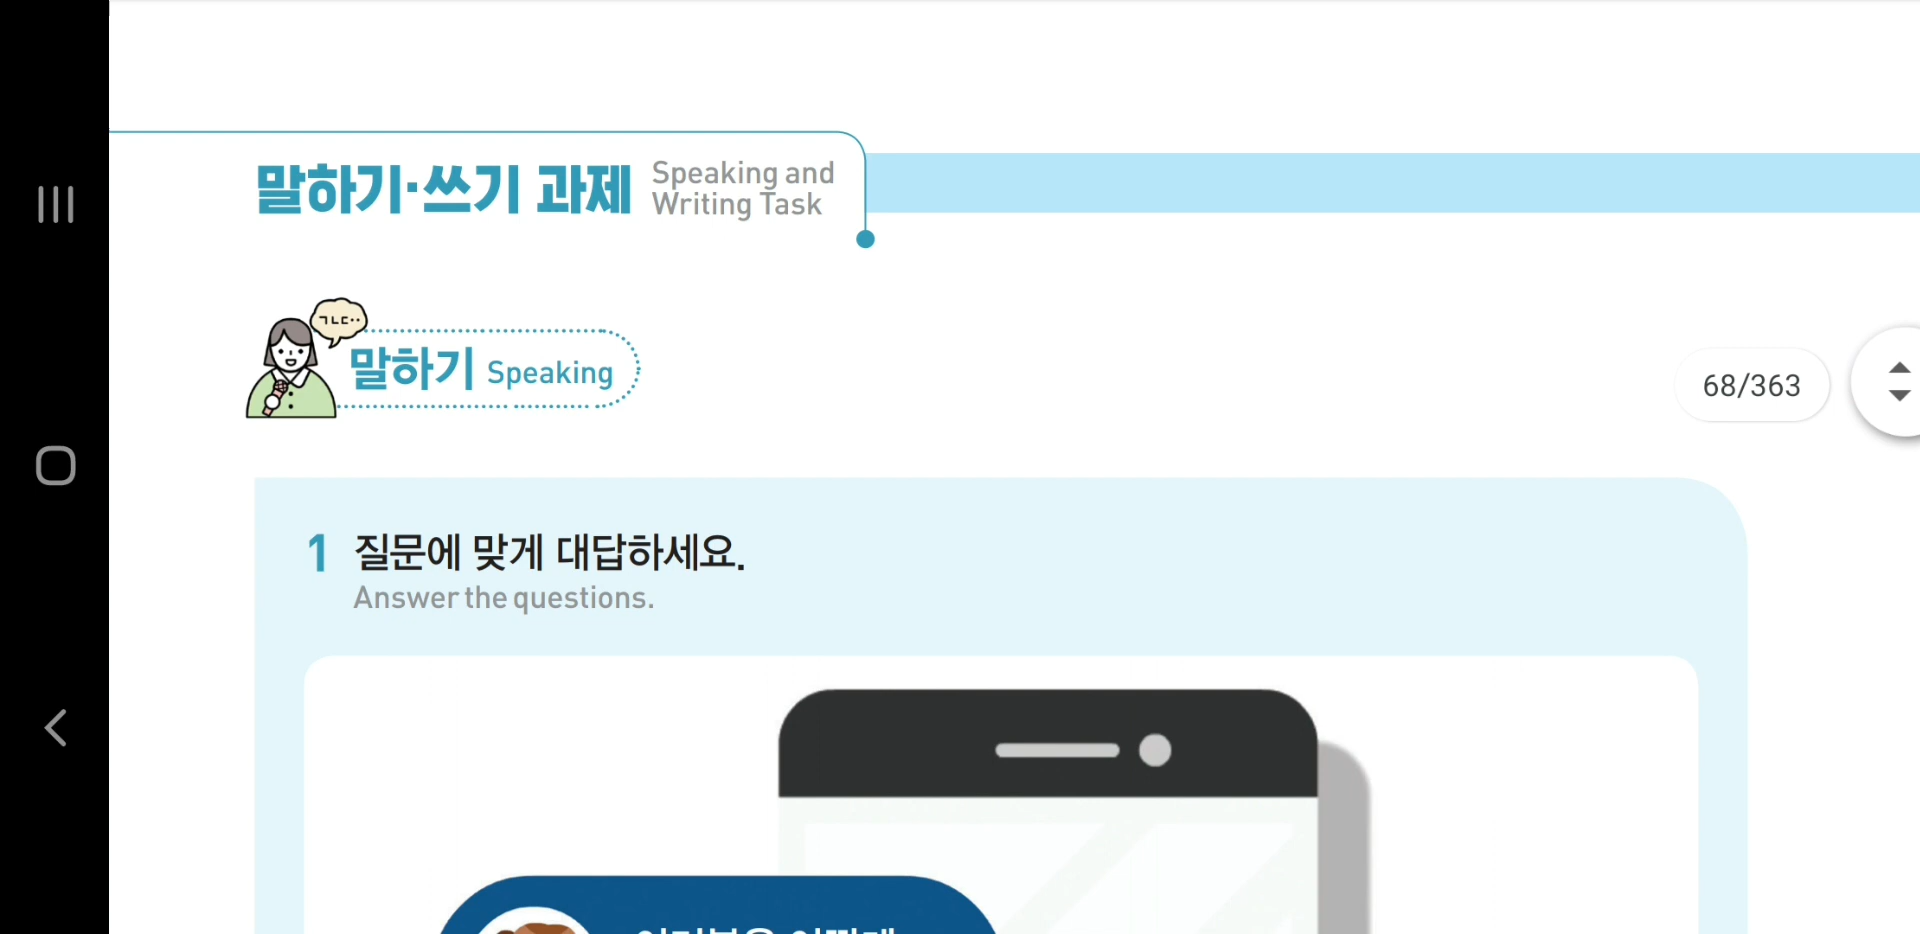 말하기·쓰기 과제
Speaking and
Writing Task
ㄱㄴㄷ··
말하기 Speaking
68/363
1 질문에 맞게 대답하세요.
Answer the questions.